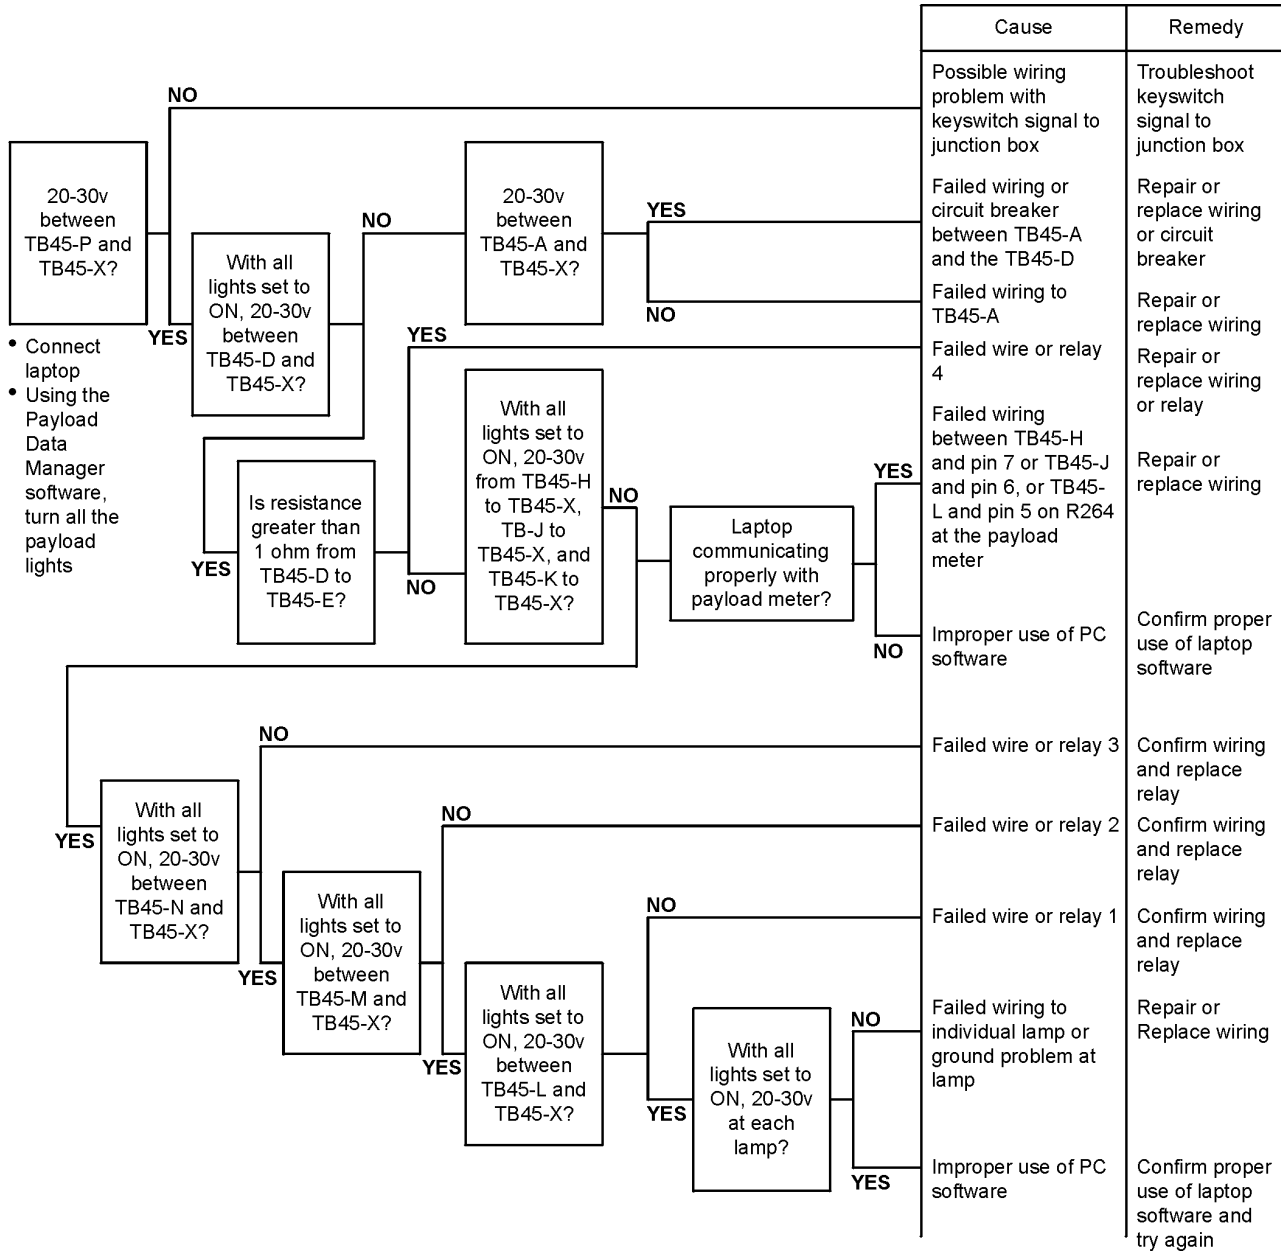 Cause
Remedy
NO
Possible wiring
problem with
keyswitch signal to
junction box
Troubleshoot
keyswitch
signal to
junction box
20-30v
between
TB45-P and
TB45-X?
YES
• Connect
laptop
• Using the
Payload
Data
Manager
software,
turn all the
payload
lights
With all
lights set to
ON, 20-30v
between
TB45-D and
TB45-X?
NO
20-30v
between
TB45-A and
TB45-X?
YES
Failed wiring or
circuit breaker
between TB45-A
and the TB45-D
Repair or
replace wiring
or circuit
breaker
NO
Failed wiring to
TB45-A
Repair or
replace wiring
YES
Is resistance
greater than
1 ohm from
TB45-D to
TB45-E?
YES
Failed wire or relay
4
Repair or
replace wiring
or relay
NO
With all
lights set to
ON, 20-30v
from TB45-H
to TB45-X,
TB-J to
TB45-X, and
TB45-K to
TB45-X?
NO
Laptop
communicating
properly with
payload meter?
YES
Failed wiring
between TB45-H
and pin 7 or TB45-J
and pin 6, or TB45-
L and pin 5 on R264
at the payload
meter
Repair or
replace wiring
NO
Improper use of PC
software
Confirm proper
use of laptop
software
YES
With all
lights set to
ON, 20-30v
between
TB45-N and
TB45-X?
NO
Failed wire or relay 3
Confirm wiring
and replace
relay
YES
With all
lights set to
ON, 20-30v
between
TB45-M and
TB45-X?
NO
Failed wire or relay 2
Confirm wiring
and replace
relay
YES
With all
lights set to
ON, 20-30v
between
TB45-L and
TB45-X?
NO
Failed wire or relay 1
Confirm wiring
and replace
relay
YES
With all
lights set to
ON, 20-30v
at each
lamp?
NO
Failed wiring to
individual lamp or
ground problem at
lamp
Repair or
Replace wiring
YES
Improper use of PC
software
Confirm proper
use of laptop
software and
try again